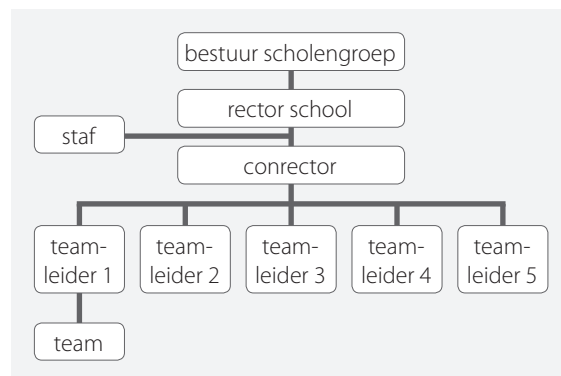 bestuur scholengroep
rector school
staf
conrector
team-
leider 1
team-
leider 2
team-
leider 3
team-
leider 4
team-
leider 5
team